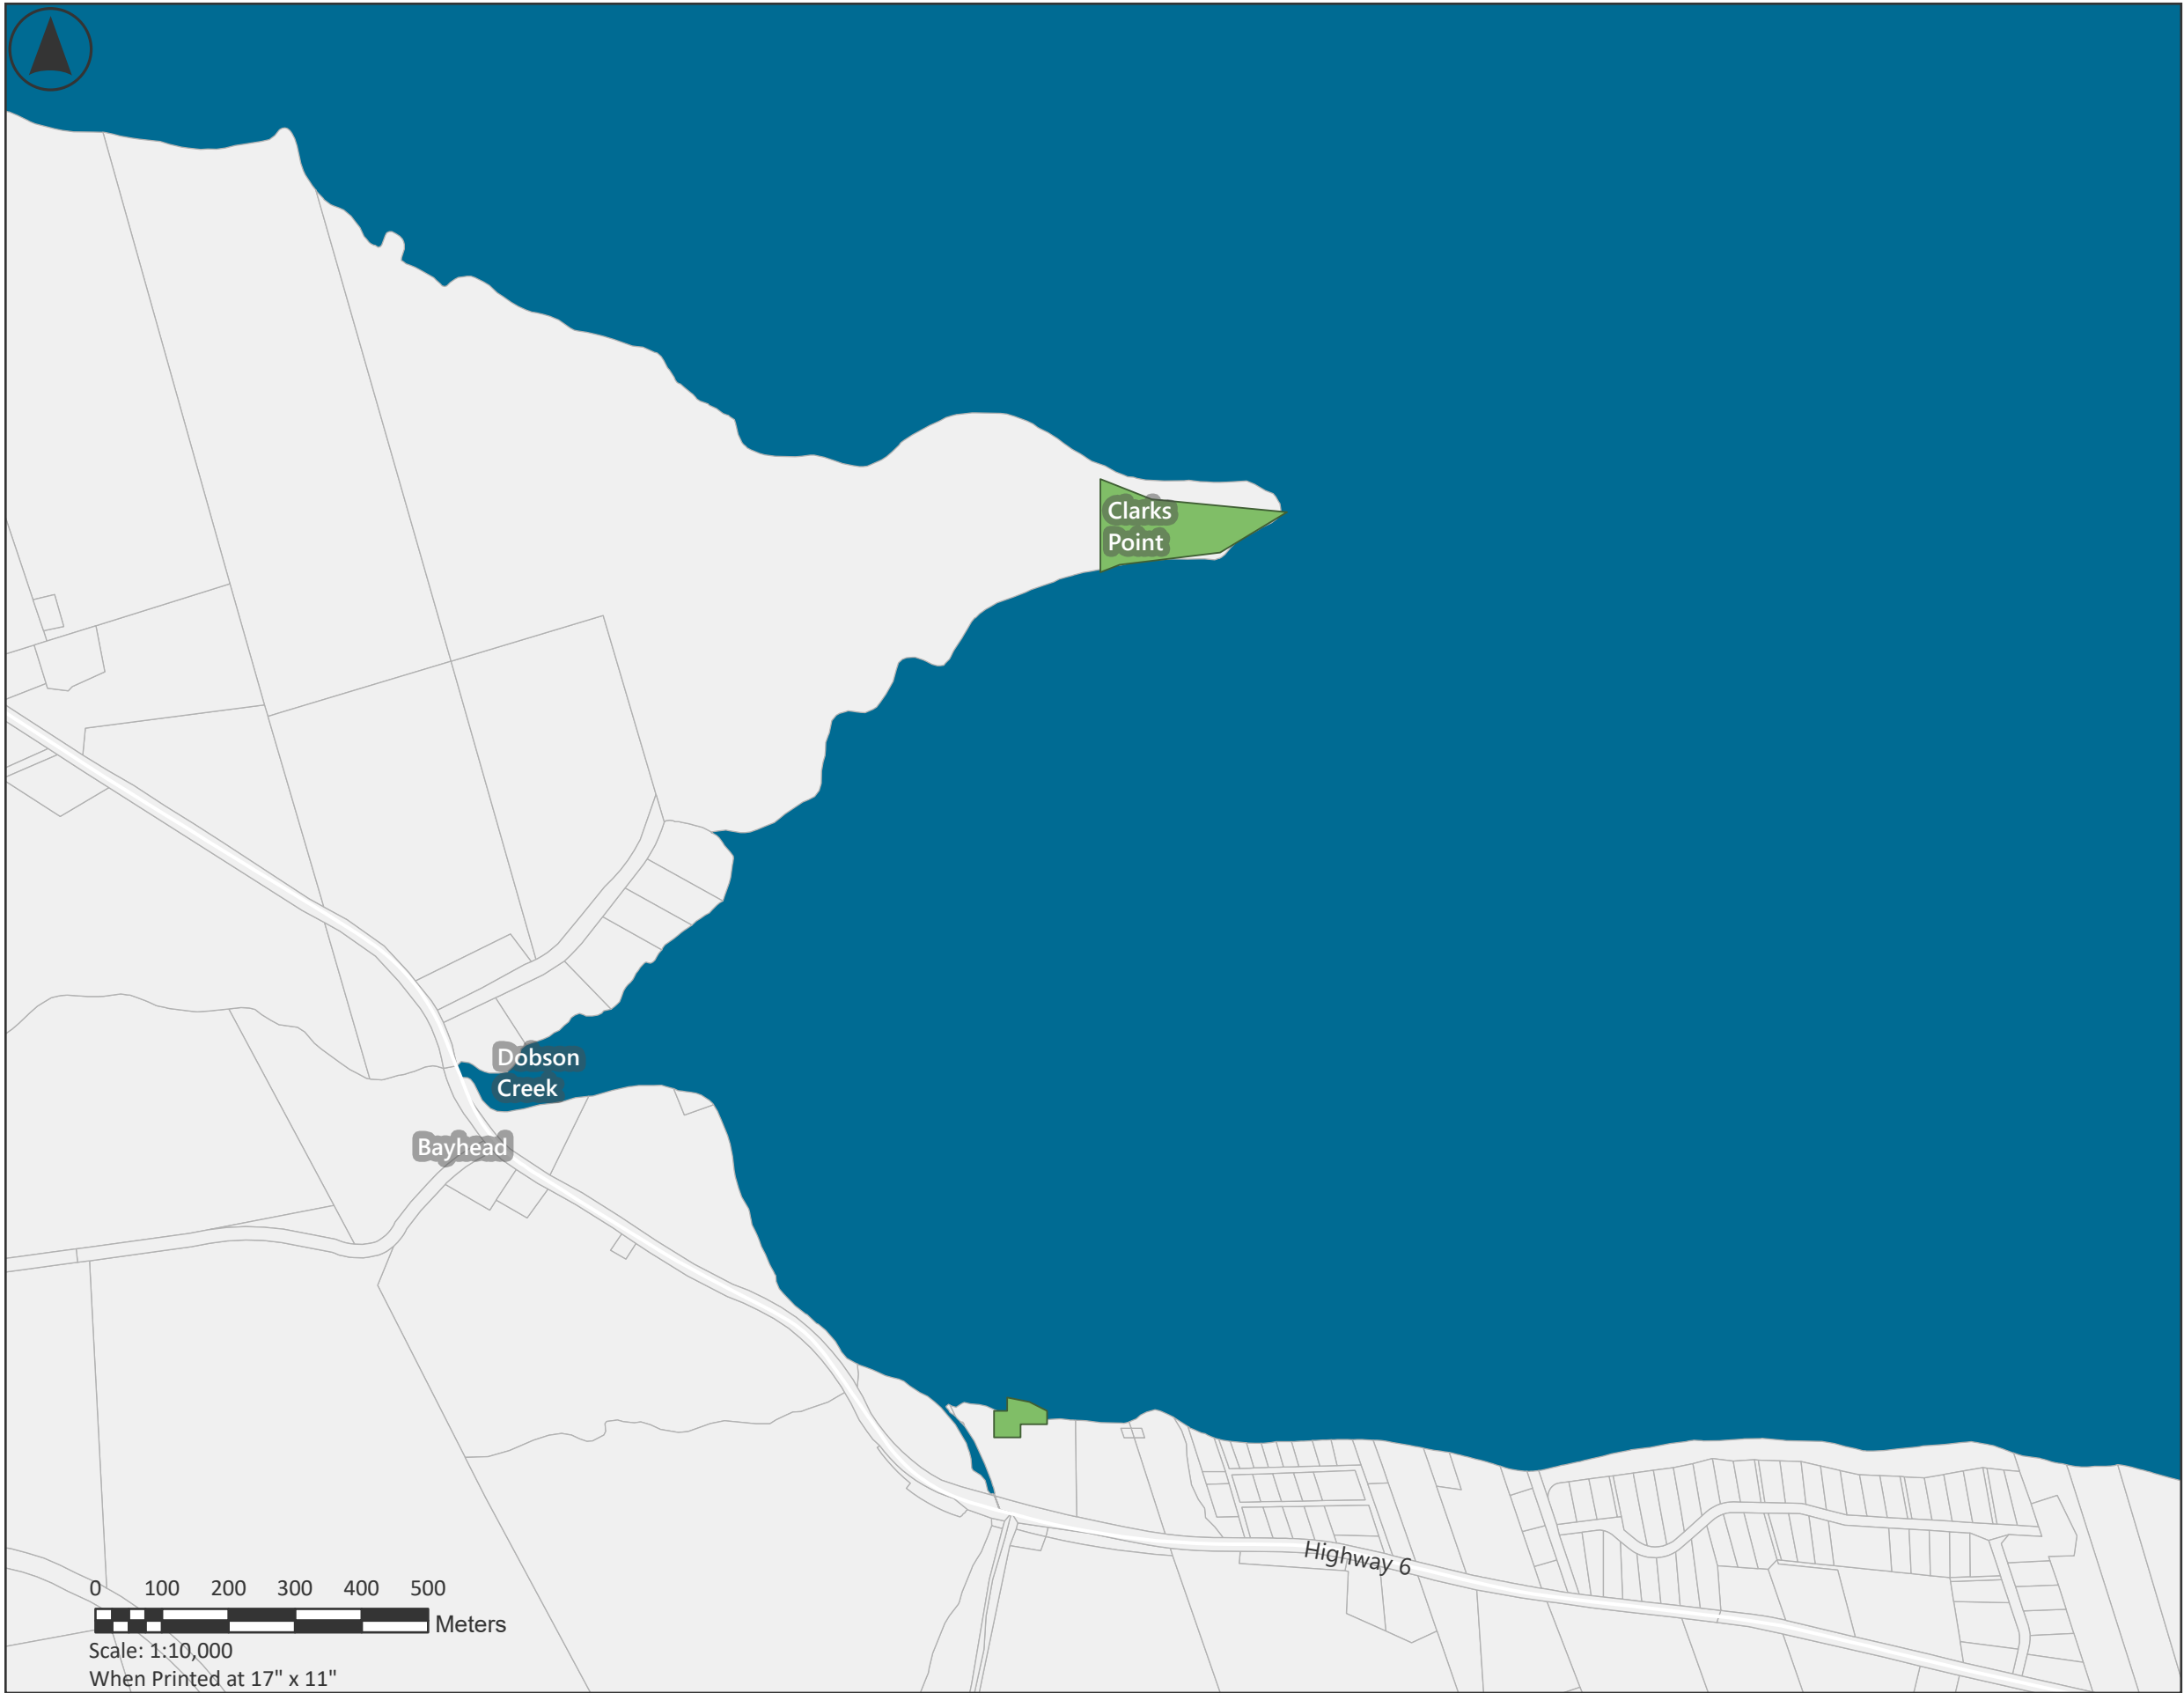 Clarks
Point
Dobson
Creek
Bayhead
Highway 6
0 100 200 300 400 500
Meters
Scale: 1:10,000
When Printed at 17" x 11"